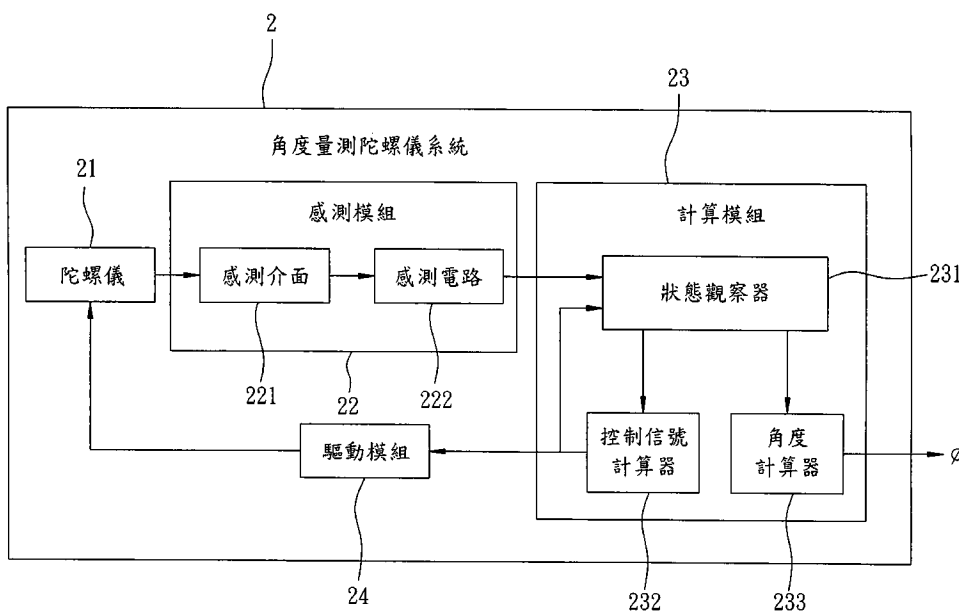 2
23
角度量測陀螺儀系統
21
感測模組
計算模組
陀螺儀
感測介面
感測電路
狀態觀察器
231
221
22
222
驅動模組
控制信號
計算器
角度
計算器
φ
24
232
233